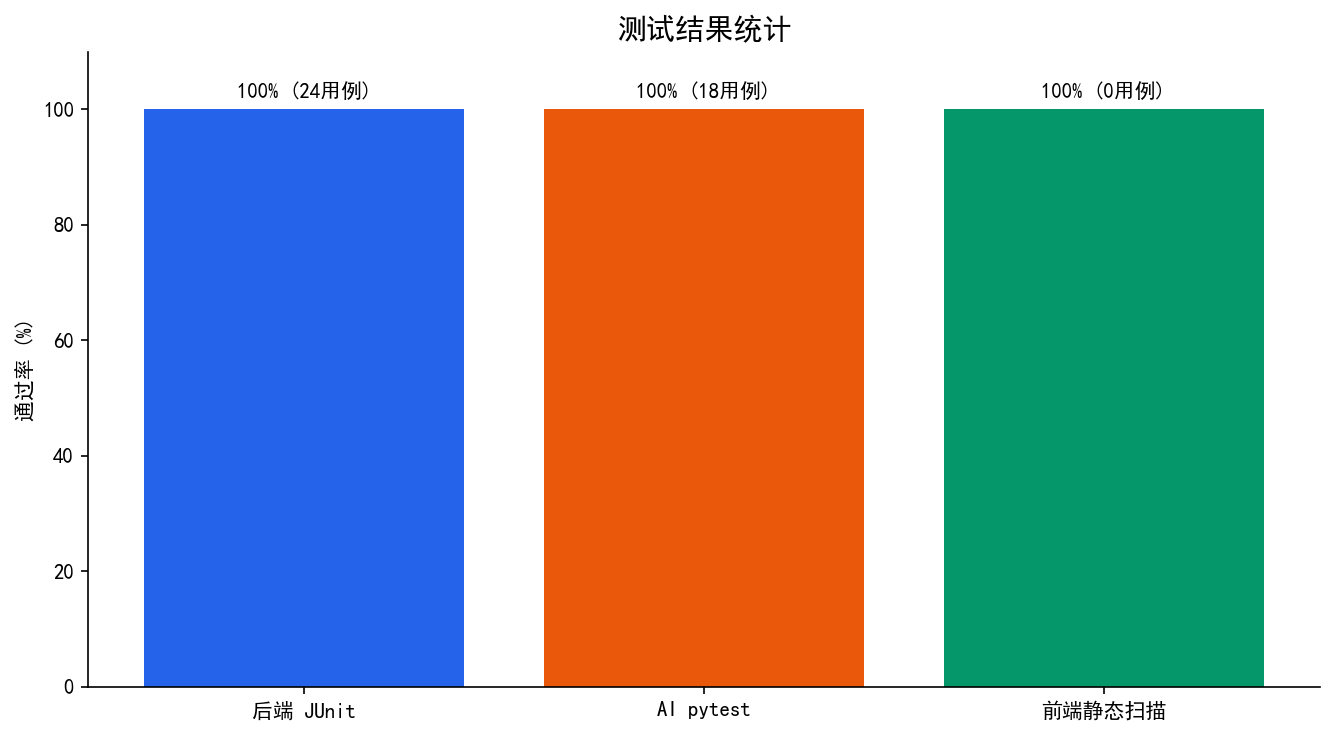 测试结果统计
100% (24用例)
100% (18用例)
100% (0用例)
100
80
60
40
20
0
通过率 (%)
后端 JUnit
AI pytest
前端静态扫描